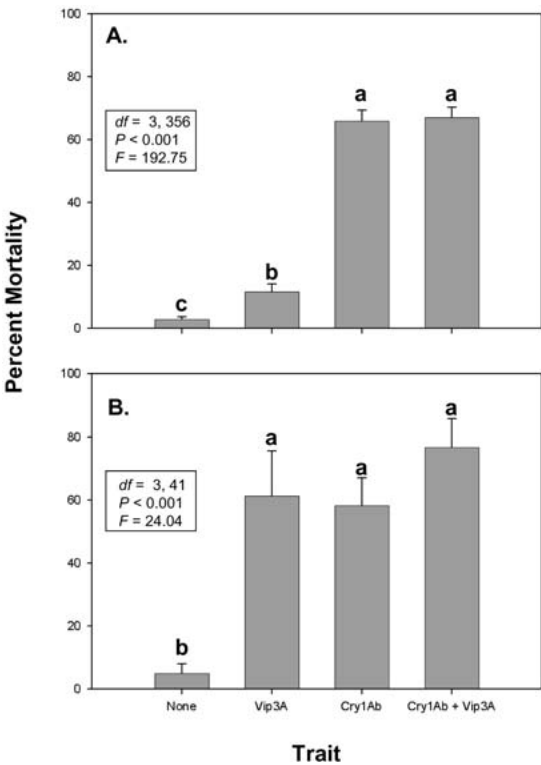 Percent Mortality
A.
100
80
60
40
20
0
df = 3, 356
P < 0.001
F = 192.75
c
b
a
a
B.
100
80
60
40
20
0
df = 3, 41
P < 0.001
F = 24.04
b
a
a
a
None Vip3A Cry1Ab Cry1Ab + Vip3A
Trait